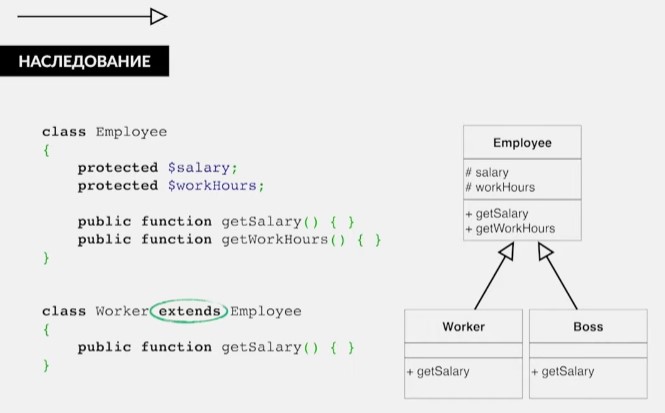 НАСЛЕДОВАНИЕ
class Employee
{
protected $salary;
protected $workHours;
public function getSalary() { }
public function getWorkHours() { }
}
class Worker extends Employee
{
public function getSalary() { }
}
Employee
# salary
# workHours
+ getSalary
+ getWorkHours
Worker
+ getSalary
Boss
+ getSalary